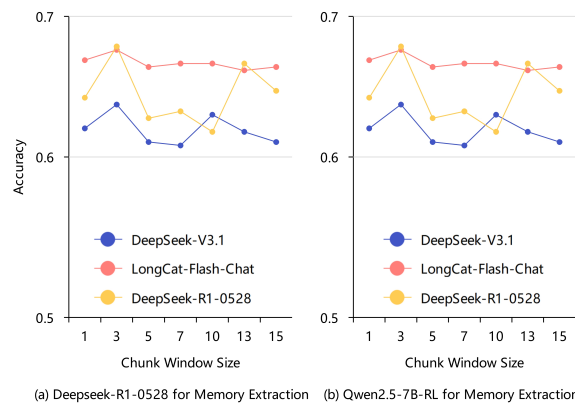 0.7
0.6
0.5
Accuracy
DeepSeek-V3.1
LongCat-Flash-Chat
DeepSeek-R1-0528
1 3 5 7 10 13 15
Chunk Window Size
(a) Deepseek-R1-0528 for Memory Extraction
0.7
0.6
0.5
DeepSeek-V3.1
LongCat-Flash-Chat
DeepSeek-R1-0528
1 3 5 7 10 13 15
Chunk Window Size
(b) Qwen2.5-7B-RL for Memory Extraction